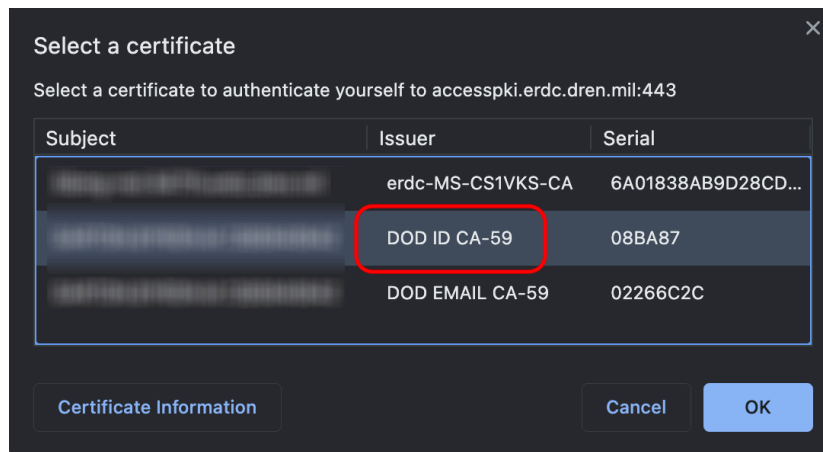 Select a certificate
Select a certificate to authenticate yourself to accesspki.erdc.dren.mil:443
Subject Issuer Serial
erdc-MS-CS1VKS-CA 6A01838AB9D28CD...
DOD ID CA-59 08BA87
DOD EMAIL CA-59 02266C2C
Certificate Information Cancel OK